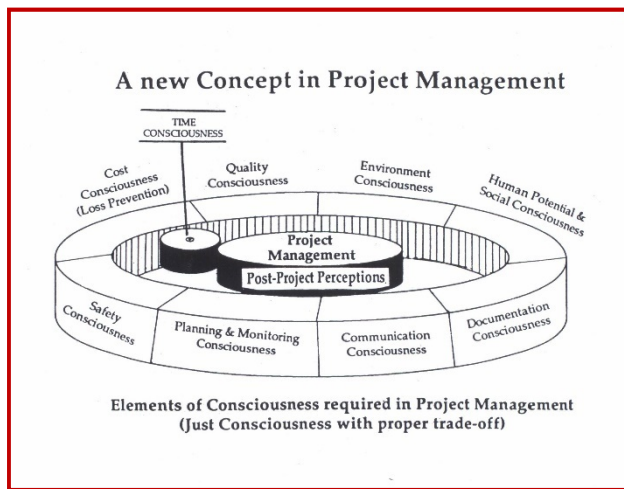 A new Concept in Project Management
TIME
CONSCIOUSNESS
Cost
Consciousness
(Loss Prevention)
Quality
Consciousness
Environment
Consciousness
Human Potential &
Social Consciousness
Project
Management
Post-Project Perceptions
Safety
Consciousness
Planning & Monitoring
Consciousness
Communication
Consciousness
Documentation
Consciousness
Elements of Consciousness required in Project Management
(Just Consciousness with proper trade-off)